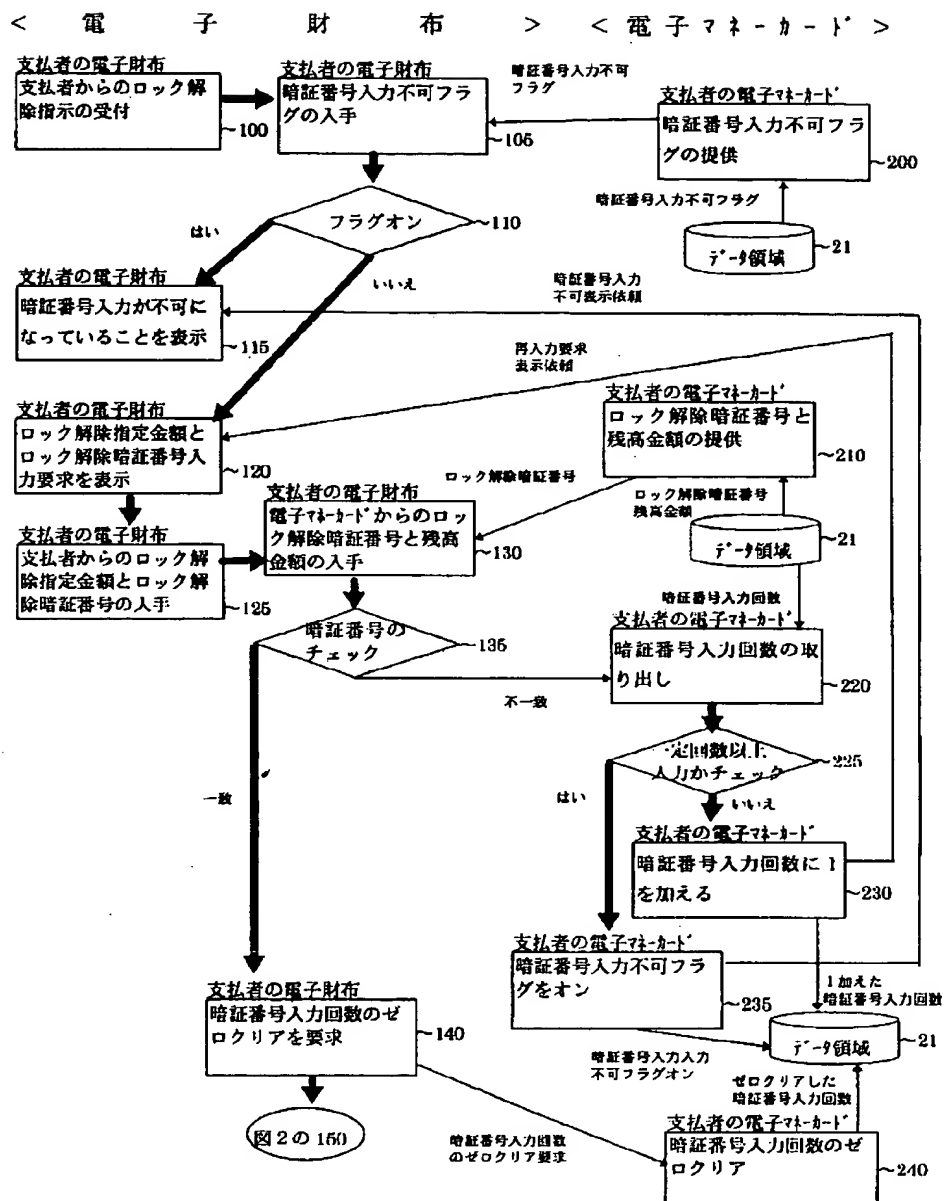 < 電 子 財 布 > < 電子マネーカード >
支払者の電子財布
支払者からのロック解
除指示の受付
100
支払者の電子財布
暗証番号入力不可フラ
グの入手
105
暗証番号入力不可
フラグ
支払者の電子マネーカード
暗証番号入力不可フラ
グの提供
200
暗証番号入力不可フラグ
データ領域
21
フラグオン
110
はい
いいえ
支払者の電子財布
暗証番号入力が不可に
なっていることを表示
115
暗証番号入力
不可表示依頼
再入力要求
表示依頼
支払者の電子財布
ロック解除指定金額と
ロック解除暗証番号入
力要求を表示
120
支払者の電子マネーカード
ロック解除暗証番号と
残高金額の提供
210
ロック解除暗証番号
ロック解除暗証番号
残高金額
データ領域
21
支払者の電子財布
支払者からのロック解
除指定金額とロック解
除暗証番号の入手
125
支払者の電子財布
電子マネーカードからのロッ
ク解除暗証番号と残高
金額の入手
130
暗証番号の
チェック
135
暗証番号入力回数
支払者の電子マネーカード
暗証番号入力回数の取
り出し
220
不一致
一致
一定回数以上
入力かチェック
225
はい
いいえ
支払者の電子マネーカード
暗証番号入力回数に1
を加える
230
支払者の電子マネーカード
暗証番号入力不可フラ
グをオン
235
1加えた
暗証番号入力回数
データ領域
21
暗証番号入力入力
不可フラグオン
ゼロクリアした
暗証番号入力回数
支払者の電子財布
暗証番号入力回数のゼ
ロクリアを要求
140
図2の150
暗証番号入力回数
のゼロクリア要求
支払者の電子マネーカード
暗証番号入力回数のゼ
ロクリア
240